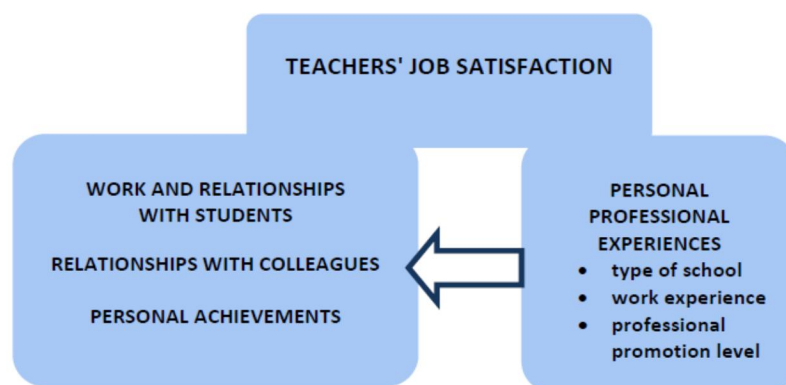 TEACHERS' JOB SATISFACTION
WORK AND RELATIONSHIPS
WITH STUDENTS
RELATIONSHIPS WITH COLLEAGUES
PERSONAL ACHIEVEMENTS
PERSONAL
PROFESSIONAL
EXPERIENCES
• type of school
• work experience
• professional
promotion level